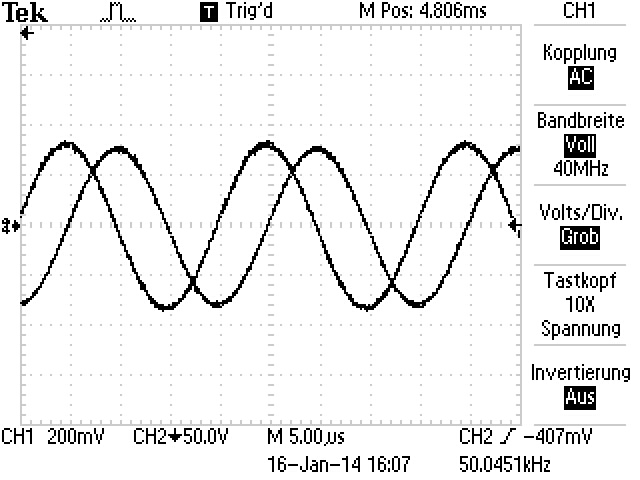 Tek T Trig'd M Pos: 4.806ms CH1
Kopplung
AC
Bandbreite
Voll
40MHz
Volts/Div.
Grob
Tastkopf
10X
Spannung
Invertierung
Aus
CH1 200mV CH2 50.0V M 5.00µs CH2 -407mV
16-Jan-14 16:07 50.0451kHz